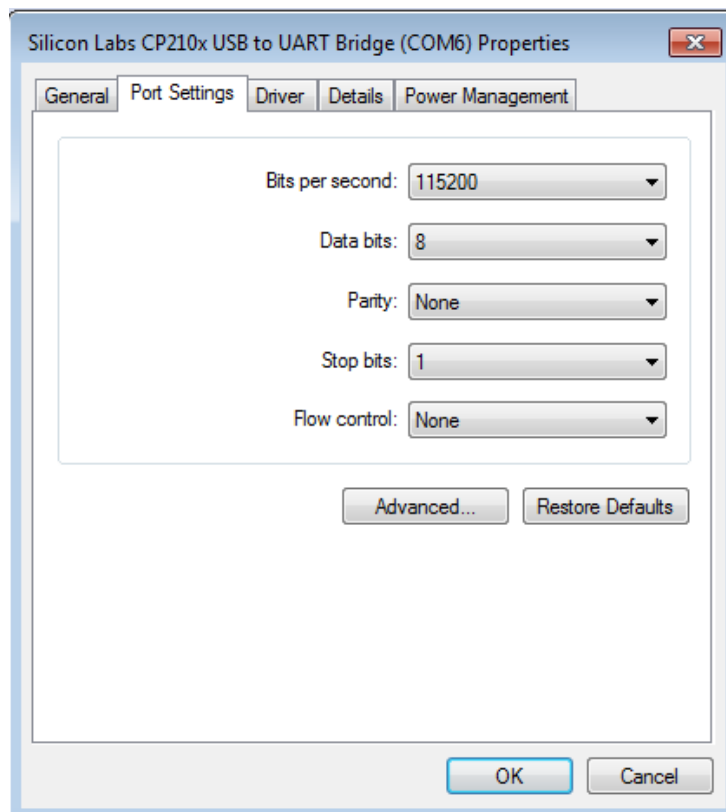 Silicon Labs CP210x USB to UART Bridge (COM6) Properties
General Port Settings Driver Details Power Management
Bits per second: 115200
Data bits: 8
Parity: None
Stop bits: 1
Flow control: None
Advanced... Restore Defaults
OK Cancel